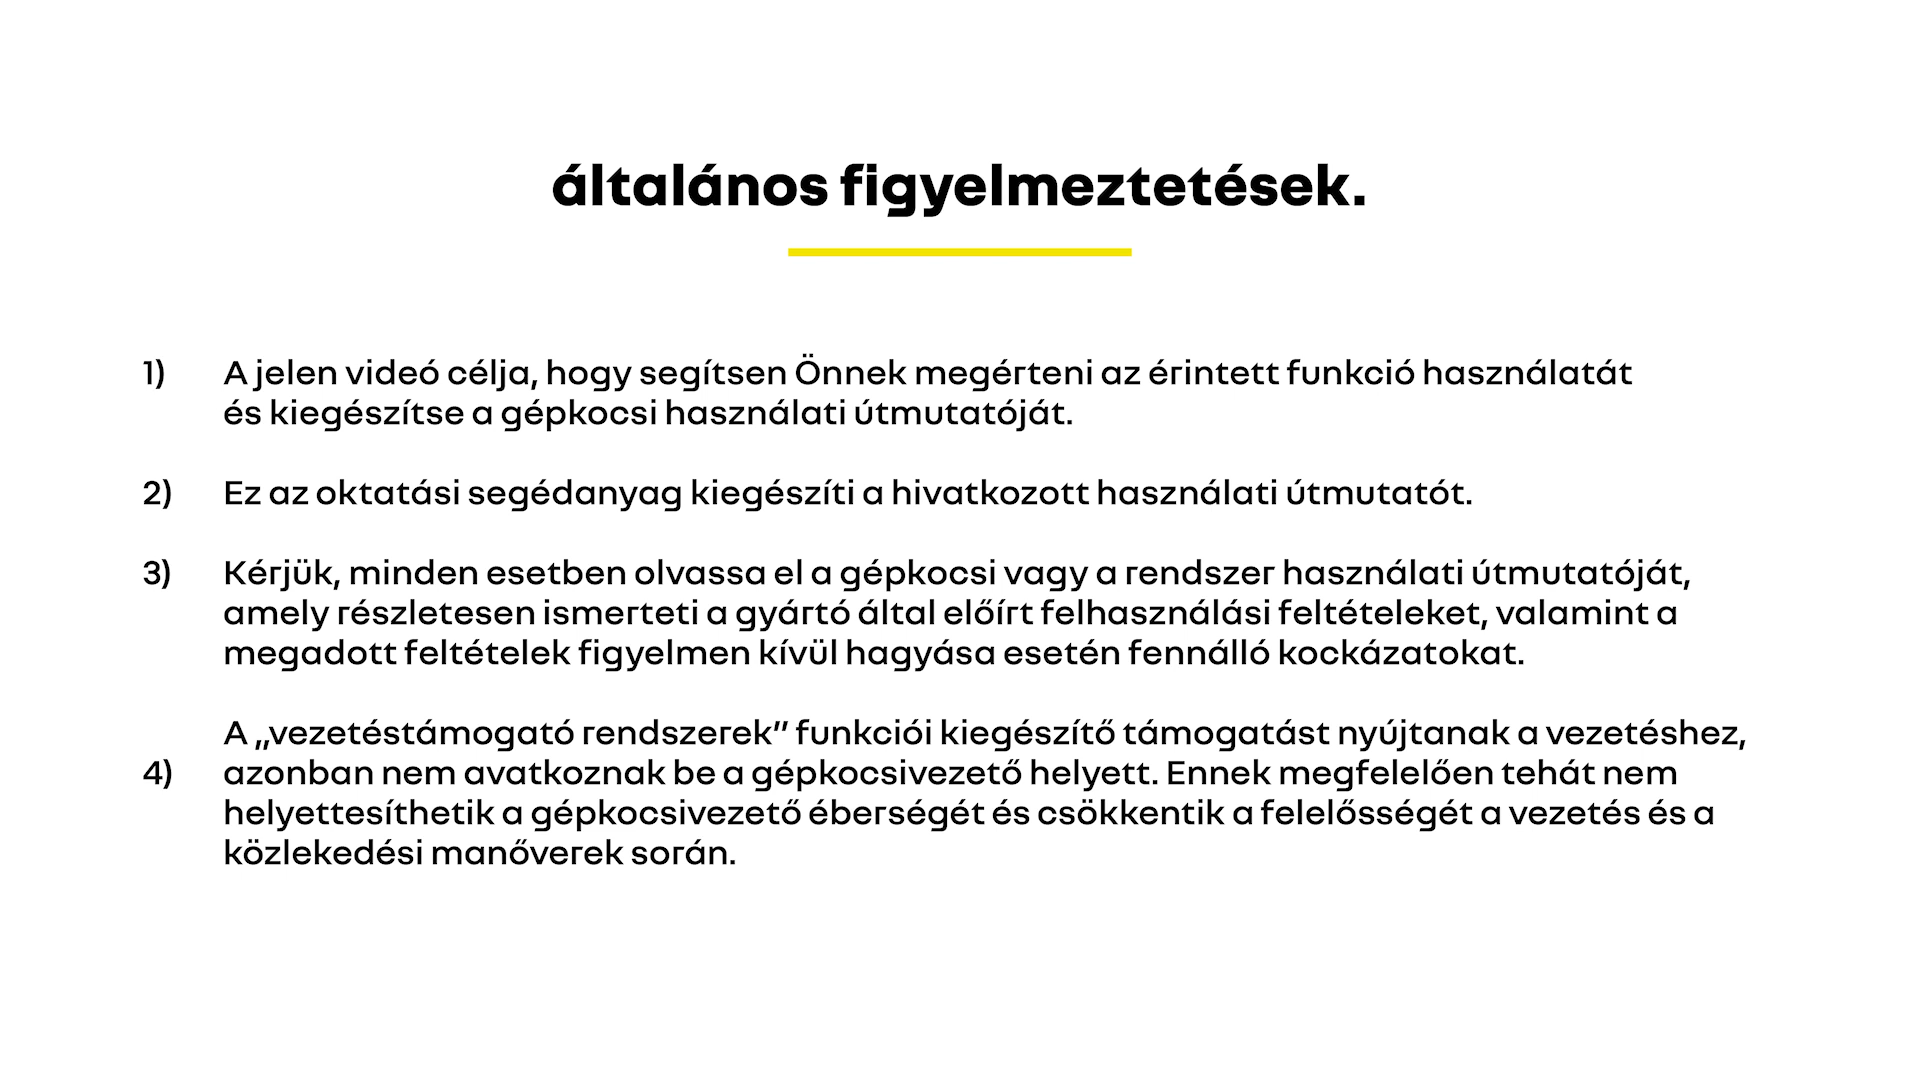 általános figyelmeztetések.
1) A jelen videó célja, hogy segítsen Önnek megérteni az érintett funkció használatát
és kiegészítse a gépkocsi használati útmutatóját.
2) Ez az oktatási segédanyag kiegészíti a hivatkozott használati útmutatót.
3) Kérjük, minden esetben olvassa el a gépkocsi vagy a rendszer használati útmutatóját,
amely részletesen ismerteti a gyártó által előírt felhasználási feltételeket, valamint a
megadott feltételek figyelmen kívül hagyása esetén fennálló kockázatokat.
A „vezetéstámogató rendszerek” funkciói kiegészítő támogatást nyújtanak a vezetéshez,
4) azonban nem avatkoznak be a gépkocsivezető helyett. Ennek megfelelően tehát nem
helyettesíthetik a gépkocsivezető éberségét és csökkentik a felelősségét a vezetés és a
közlekedési manőverek során.